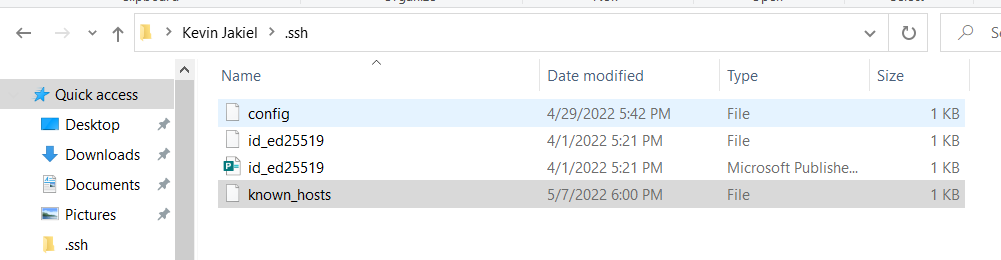 Clipboard Organize New Open Select
Kevin Jakiel > .ssh
Name Date modified Type Size
Quick access
config 4/29/2022 5:42 PM File 1 KB
Desktop
id_ed25519 4/1/2022 5:21 PM File 1 KB
Downloads
id_ed25519 4/1/2022 5:21 PM Microsoft Publishe... 1 KB
Documents
known_hosts 5/7/2022 6:00 PM File 1 KB
Pictures
.ssh